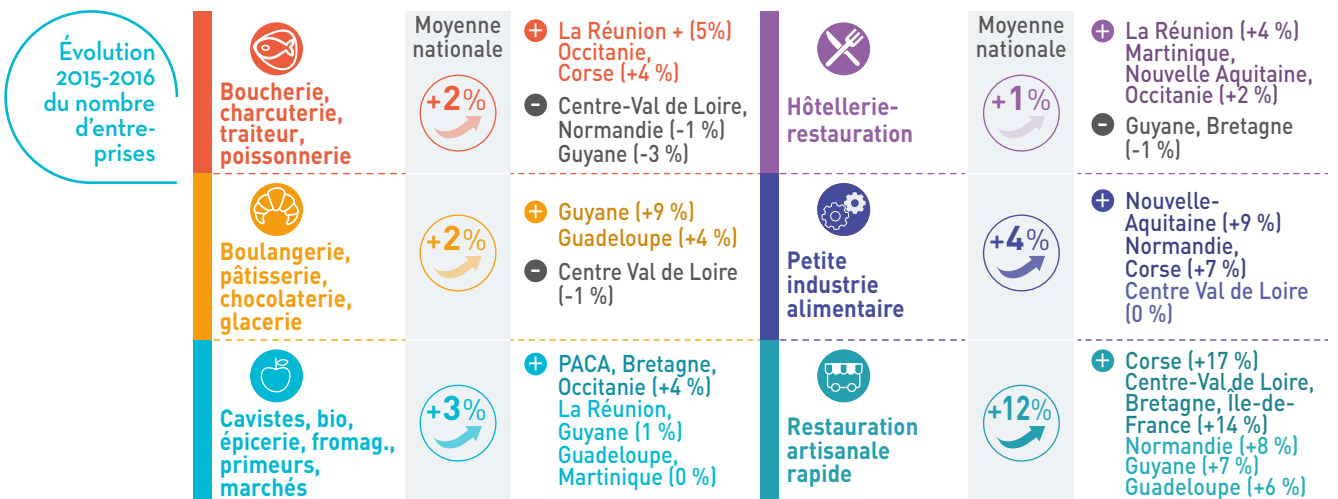 Évolution
2015-2016
du nombre
d'entre-
prises
Boucherie,
charcuterie,
traiteur,
poissonnerie
Moyenne
nationale
+2%
+ La Réunion + (5%)
Occitanie,
Corse (+4 %)
- Centre-Val de Loire,
Normandie (-1 %)
Guyane (-3 %)
Boulangerie,
pâtisserie,
chocolaterie,
glacerie
+2%
+ Guyane (+9 %)
Guadeloupe (+4 %)
- Centre Val de Loire
(-1 %)
Cavistes, bio,
épicerie, fromag.,
primeurs,
marchés
+3%
+ PACA, Bretagne,
Occitanie (+4 %)
La Réunion,
Guyane (1 %)
Guadeloupe,
Martinique (0 %)
Hôtellerie-
restauration
Moyenne
nationale
+1%
+ La Réunion (+4 %)
Martinique,
Nouvelle Aquitaine,
Occitanie (+2 %)
- Guyane, Bretagne
(-1 %)
Petite
industrie
alimentaire
+4%
+ Nouvelle-
Aquitaine (+9 %)
Normandie,
Corse (+7 %)
Centre Val de Loire
(0 %)
Restauration
artisanale
rapide
+12%
+ Corse (+17 %)
Centre-Val de Loire,
Bretagne, Île-de-
France (+14 %)
Normandie (+8 %)
Guyane (+7 %)
Guadeloupe (+6 %)